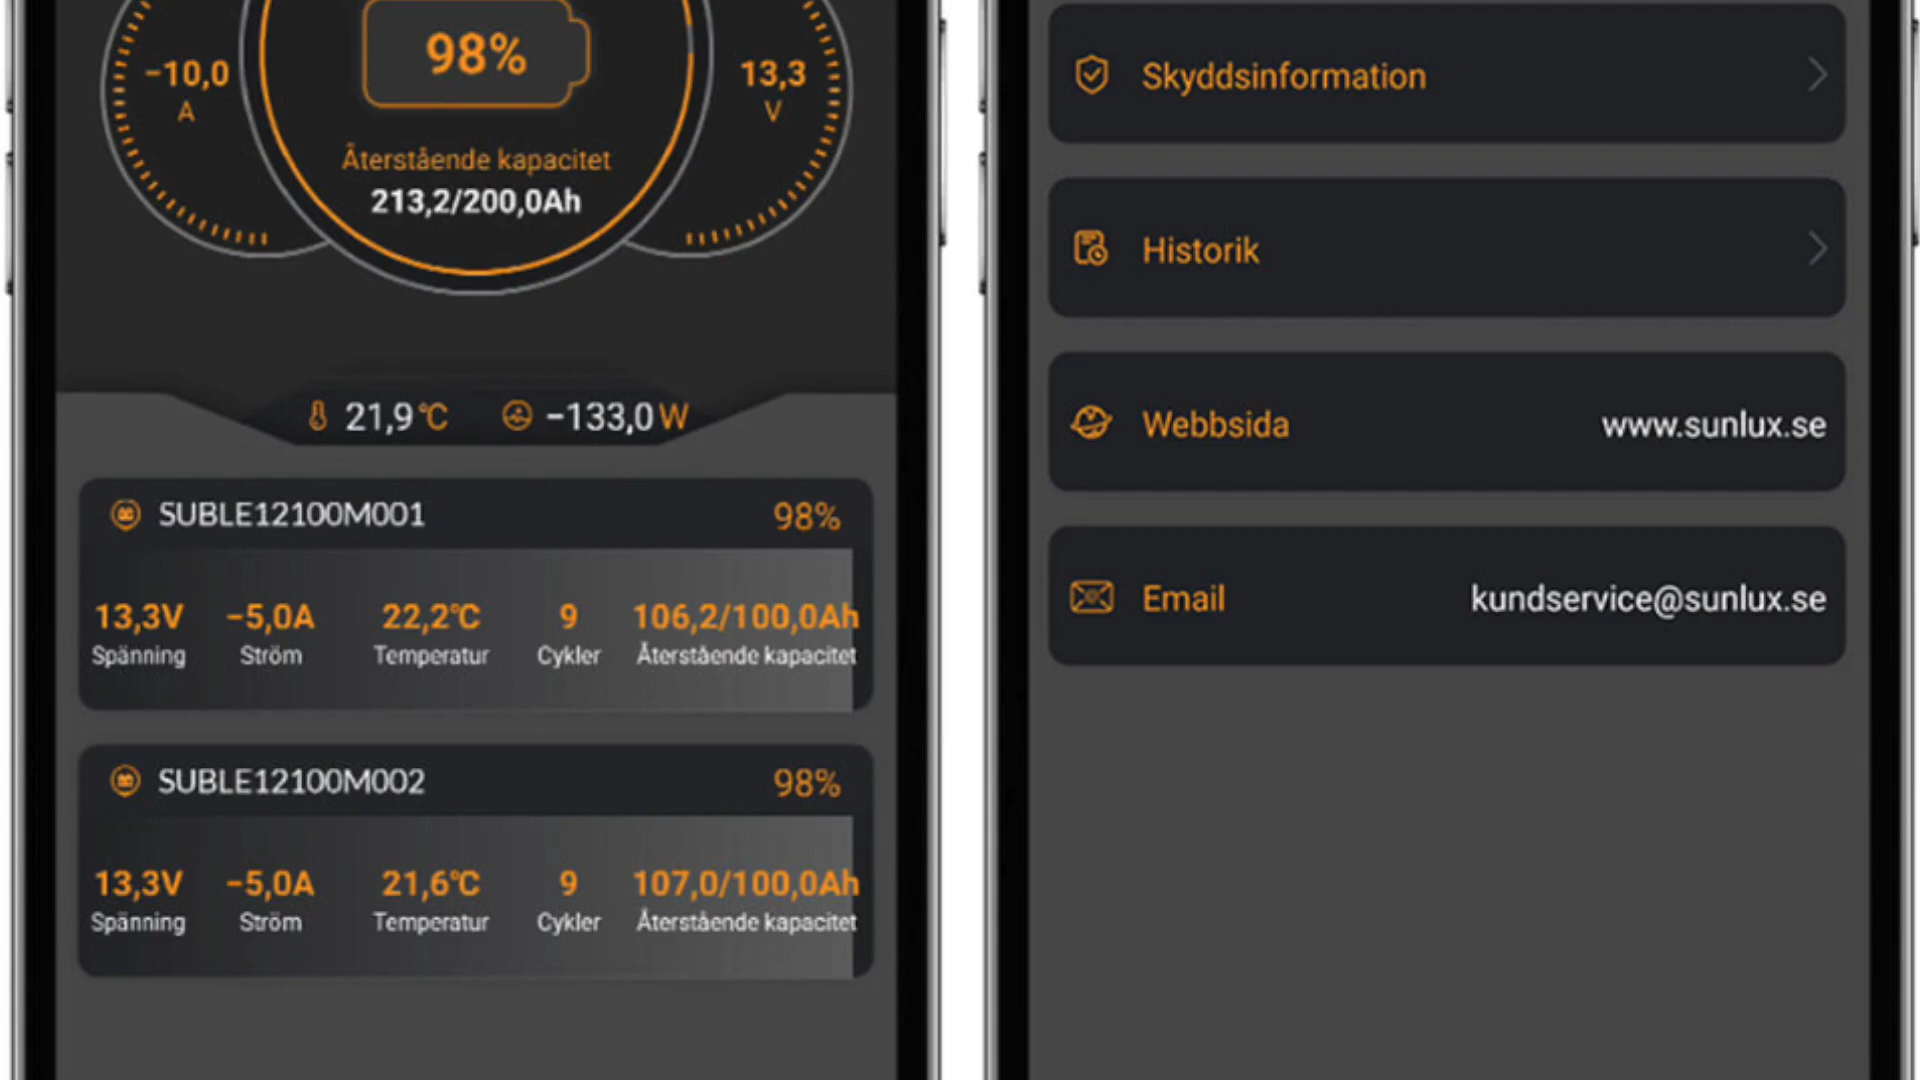 98%
−10,0
A
13,3
V
Återstående kapacitet
213,2/200,0Ah
21,9℃
−133,0W
SUBLE12100M001
98%
13,3V
Spänning
−5,0A
Ström
22,2℃
Temperatur
9
Cykler
106,2/100,0Ah
Återstående kapacitet
SUBLE12100M002
98%
13,3V
Spänning
−5,0A
Ström
21,6℃
Temperatur
9
Cykler
107,0/100,0Ah
Återstående kapacitet
Skyddsinformation
Historik
Webbsida
www.sunlux.se
Email
kundservice@sunlux.se